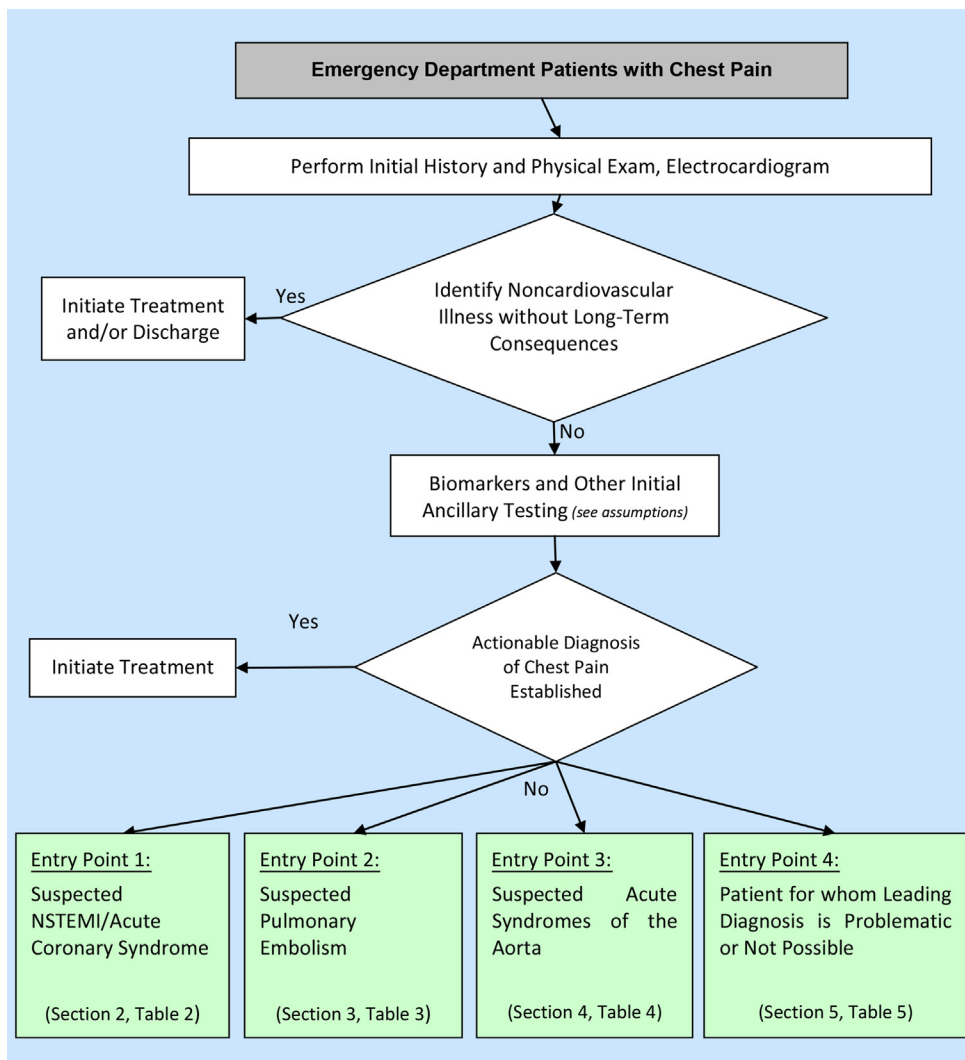 Emergency Department Patients with Chest Pain
Perform Initial History and Physical Exam, Electrocardiogram
Identify Noncardiovascular
Illness without Long-Term
Consequences
Yes
Initiate Treatment
and/or Discharge
No
Biomarkers and Other Initial
Ancillary Testing (see assumptions)
Actionable Diagnosis
of Chest Pain
Established
Yes
Initiate Treatment
No
Entry Point 1:
Suspected
NSTEMI/Acute
Coronary Syndrome
(Section 2, Table 2)
Entry Point 2:
Suspected
Pulmonary
Embolism
(Section 3, Table 3)
Entry Point 3:
Suspected Acute
Syndromes of the
Aorta
(Section 4, Table 4)
Entry Point 4:
Patient for whom Leading
Diagnosis is Problematic
or Not Possible
(Section 5, Table 5)